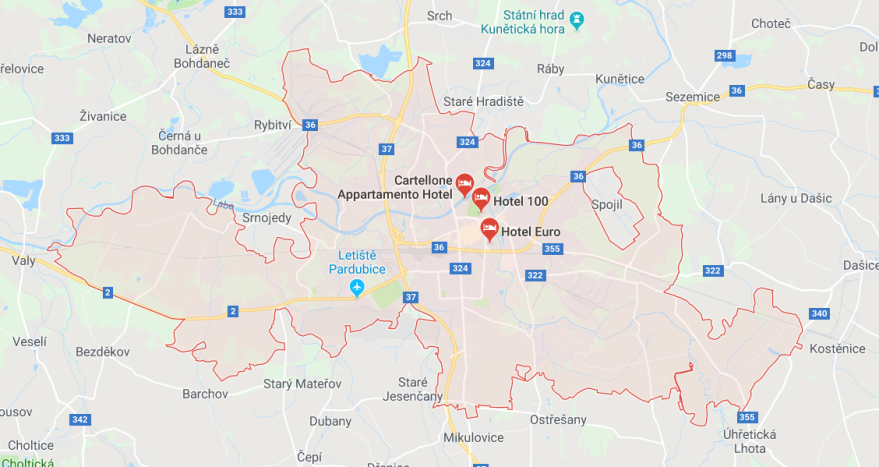 333
Srch
Státní hrad
Kunětická hora
Choteč
Neratov
Lázně
Bohdaneč
298
324
Ráby
Kunětice
Dol
řelovice
36
Časy
Sezemice
Staré Hradiště
Živanice
Rybitví
36
333
Černá u
Bohdanče
324
36
37
36
Cartellone
Appartamento Hotel
Hotel 100
Lány u Dašic
Labe
Spojil
Srnojedy
Hotel Euro
36
355
Letiště
Pardubice
Valy
324
322
322
Dašice
2
37
2
340
Veselí
Bezděkov
Kostěnice
Starý Mateřov
Staré
Jesenčany
Barchov
ousov
342
Dubany
Ostřešany
355
Úhřetická
Lhota
Mikulovice
Choltice
Čepí
Choltická
Dřenice